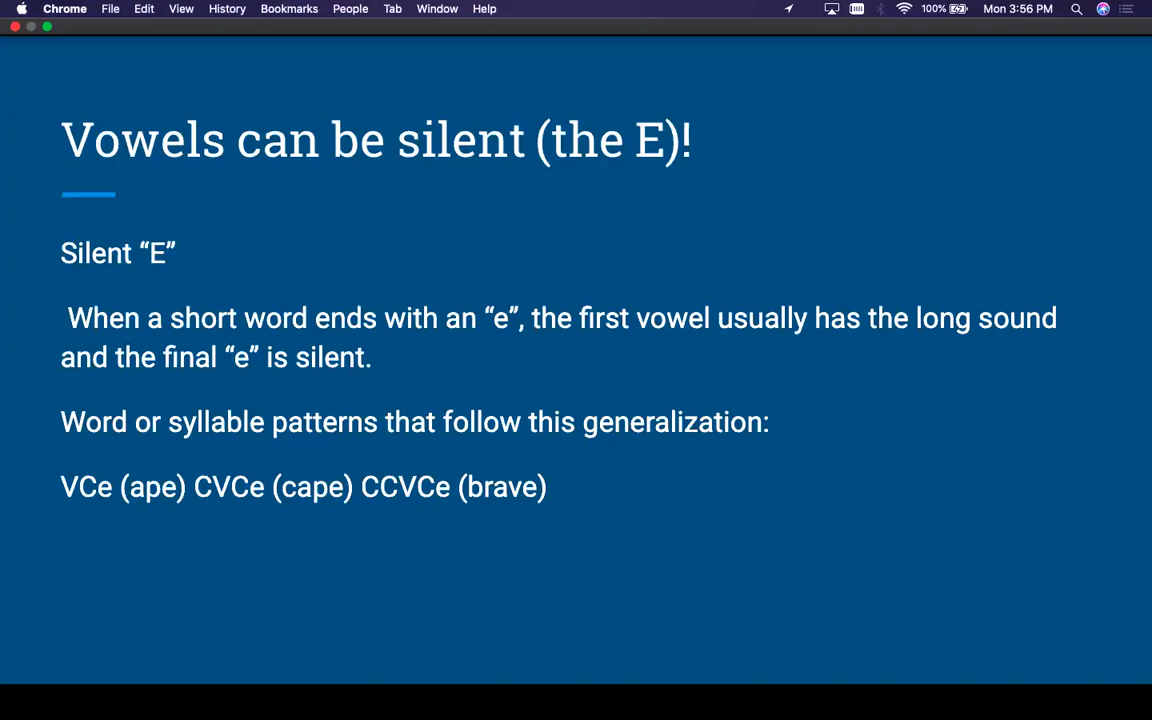 Chrome File Edit View History Bookmarks People Tab Window Help 100% Mon 3:56 PM
Vowels can be silent (the E)!
Silent “E”
When a short word ends with an “e”, the first vowel usually has the long sound
and the final “e” is silent.
Word or syllable patterns that follow this generalization:
VCe (ape) CVCe (cape) CCVCe (brave)